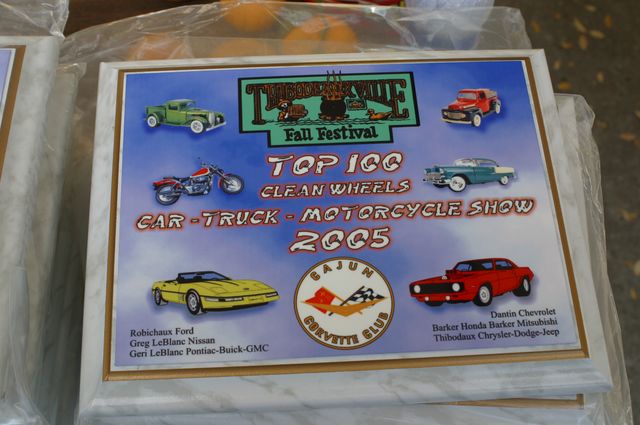 THIBODEAUXVILLE
Fall Festival
TOP 100
CLEAN WHEELS
CAR - TRUCK - MOTORCYCLE SHOW
2005
CAJUN
CORVETTE CLUB
Robichaux Ford
Greg LeBlanc Nissan
Geri LeBlanc Pontiac-Buick-GMC
Dantin Chevrolet
Barker Honda Barker Mitsubishi
Thibodaux Chrysler-Dodge-Jeep